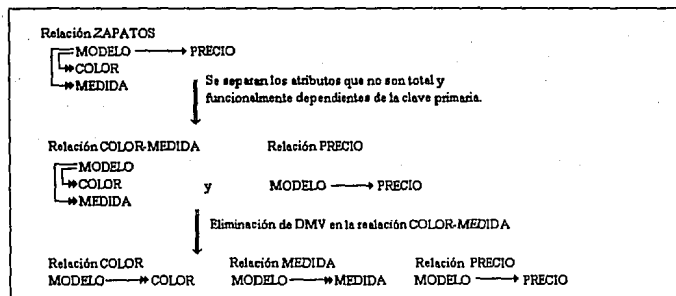 Relación ZAPATOS
MODELO PRECIO
COLOR
MEDIDA
Se separan los atributos que no son total y
funcionalmente dependientes de la clave primaria.
Relación COLOR-MEDIDA Relación PRECIO
MODELO
COLOR y MODELO PRECIO
MEDIDA
Eliminación de DMV en la realación COLOR-MEDIDA
Relación COLOR Relación MEDIDA Relación PRECIO
MODELO COLOR MODELO MEDIDA MODELO PRECIO